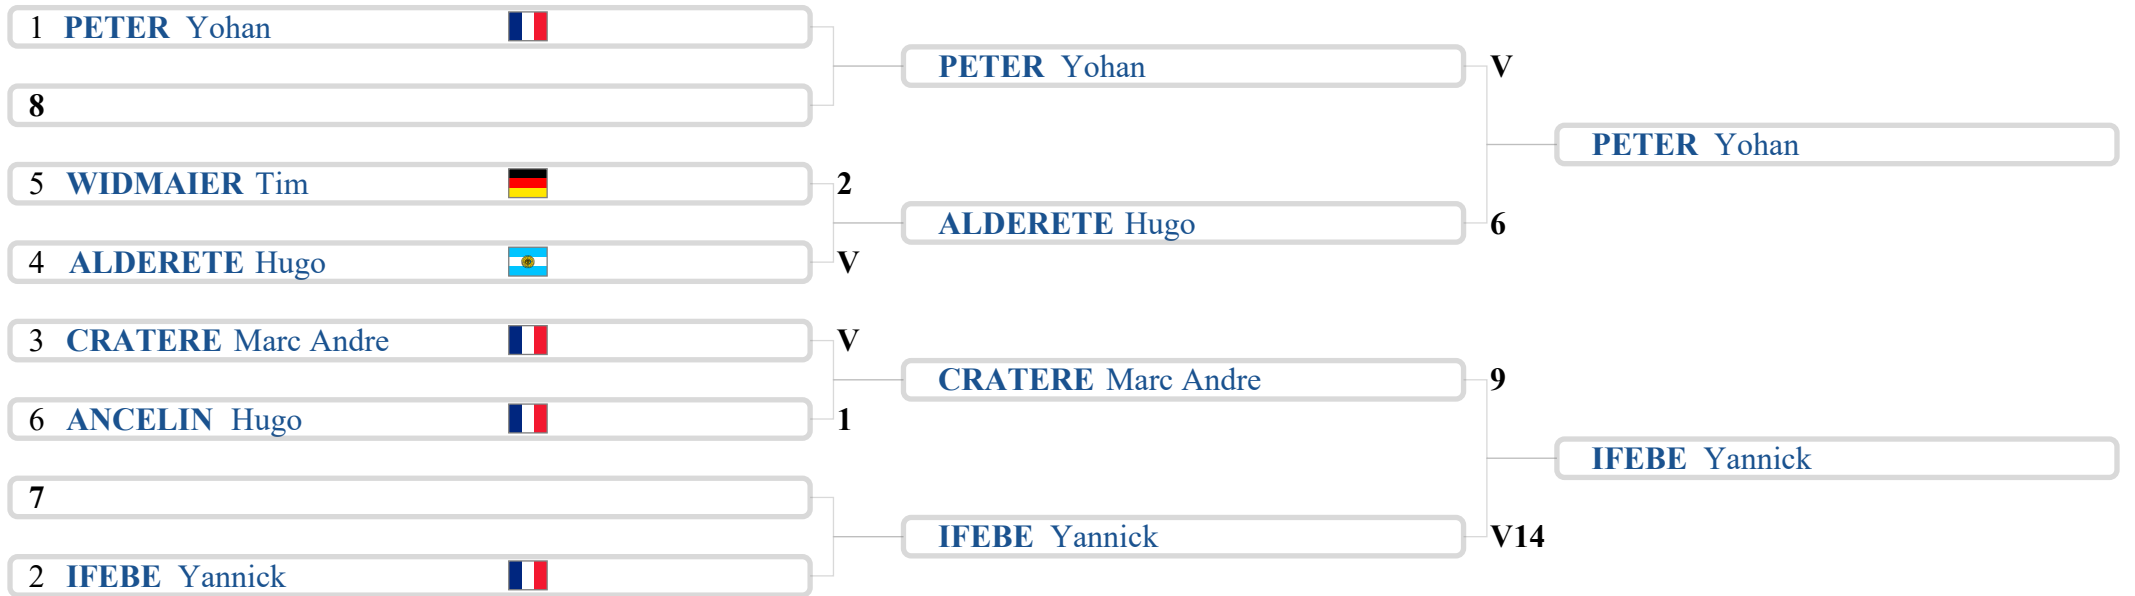 1 PETER Yohan
8
5 WIDMAIER Tim 2
4 ALDERETE Hugo V
3 CRATERE Marc Andre V
6 ANCELIN Hugo 1
7
2 IFEBE Yannick
PETER Yohan V
ALDERETE Hugo 6
CRATERE Marc Andre 9
IFEBE Yannick V14
PETER Yohan
IFEBE Yannick